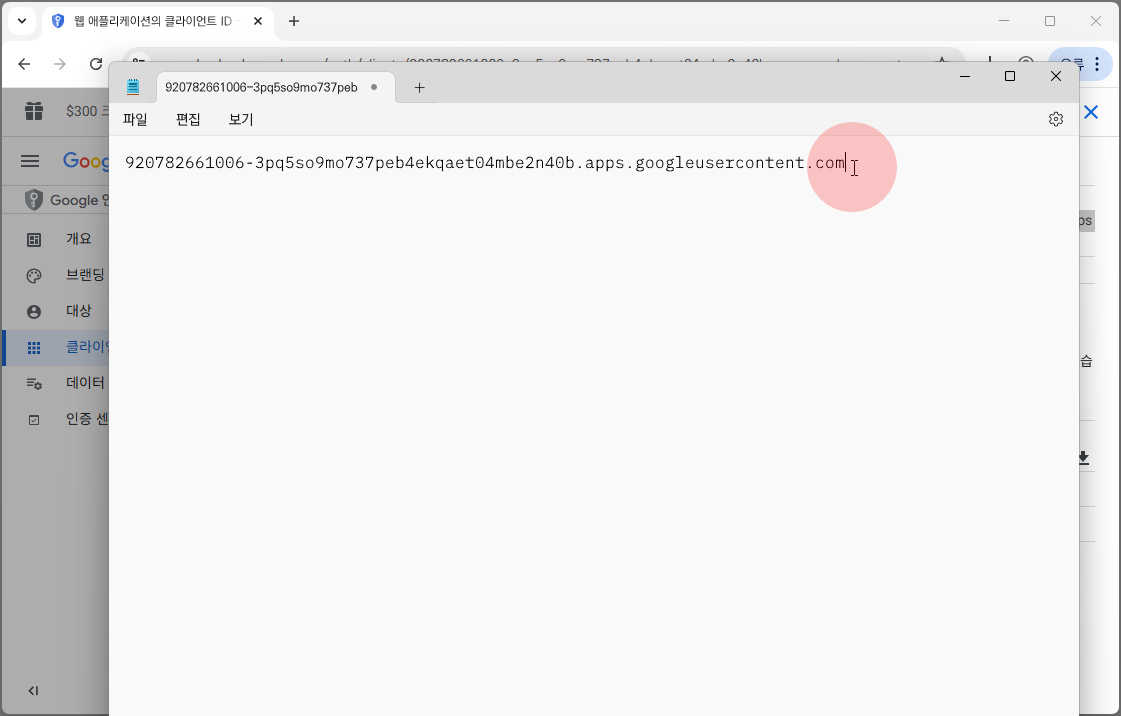 웹 애플리케이션의 클라이언트 ID
$300
920782661006-3pq5so9mo737peb
파일 편집 보기
920782661006-3pq5so9mo737peb4ekqaet04mbe2n40b.apps.googleusercontent.com
Google
개요
브랜딩
대상
데이터
인증
습